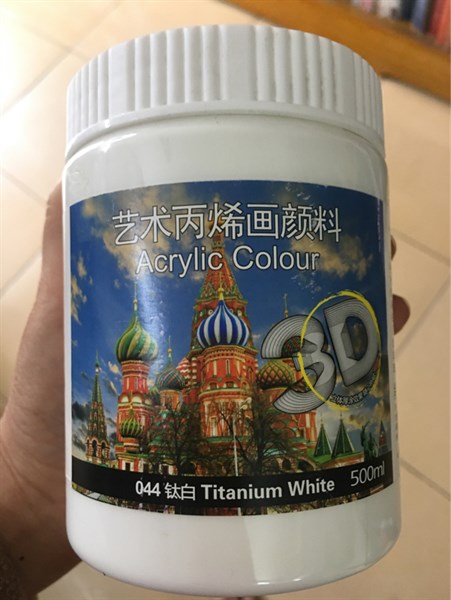 艺术丙烯画颜料
Acrylic Colour
3D
044 钛白 Titanium White
500ml